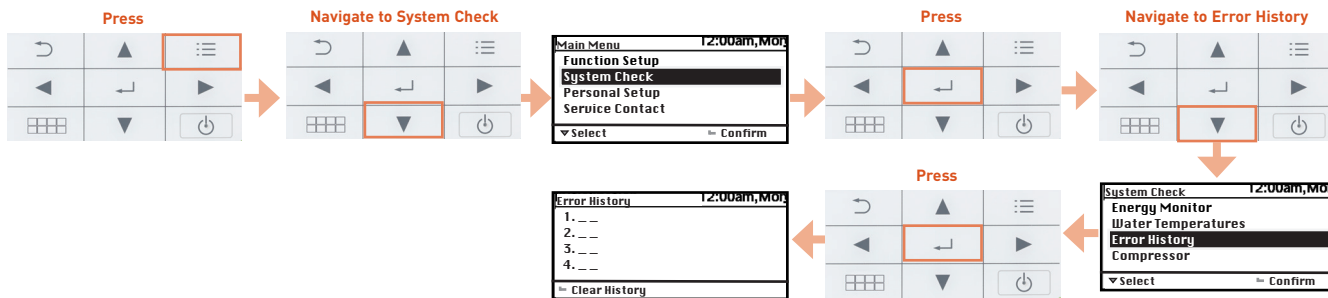 Press
Navigate to System Check
Main Menu 12:00am,Mon
Function Setup
System Check
Personal Setup
Service Contact
Select Confirm
Press
Navigate to Error History
System Check 12:00am,Mo
Energy Monitor
Water Temperatures
Error History
Compressor
Select Confirm
Press
Error History 12:00am,Mon
1. _ _
2. _ _
3. _ _
4. _ _
Clear History